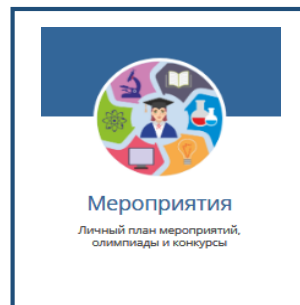 Мероприятия
Личный план мероприятий,
олимпиады и конкурсы